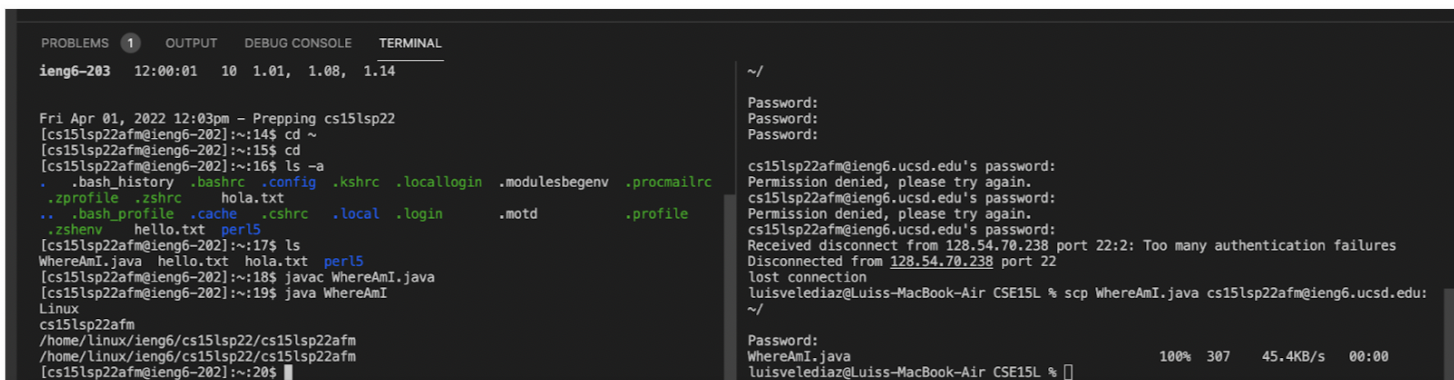 PROBLEMS 1 OUTPUT DEBUG CONSOLE TERMINAL
ieng6-203 12:00:01 10 1.01, 1.08, 1.14
Fri Apr 01, 2022 12:03pm - Prepping cs15lsp22
[cs15lsp22afm@ieng6-202]:~:14$ cd ~
[cs15lsp22afm@ieng6-202]:~:15$ cd
[cs15lsp22afm@ieng6-202]:~:16$ ls -a
. .bash_history .bashrc .config .kshrc .locallogin .modulesbegenv .procmailrc
.zprofile .zshrc hola.txt
.. .bash_profile .cache .cshrc .local .login .motd .profile
.zshenv hello.txt perl5
[cs15lsp22afm@ieng6-202]:~:17$ ls
WhereAmI.java hello.txt hola.txt perl5
[cs15lsp22afm@ieng6-202]:~:18$ javac WhereAmI.java
[cs15lsp22afm@ieng6-202]:~:19$ java WhereAmI
Linux
cs15lsp22afm
/home/linux/ieng6/cs15lsp22/cs15lsp22afm
/home/linux/ieng6/cs15lsp22/cs15lsp22afm
[cs15lsp22afm@ieng6-202]:~:20$
~/
Password:
Password:
Password:
cs15lsp22afm@ieng6.ucsd.edu's password:
Permission denied, please try again.
cs15lsp22afm@ieng6.ucsd.edu's password:
Permission denied, please try again.
cs15lsp22afm@ieng6.ucsd.edu's password:
Received disconnect from 128.54.70.238 port 22:2: Too many authentication failures
Disconnected from 128.54.70.238 port 22
lost connection
luisvelediaz@Luiss-MacBook-Air CSE15L % scp WhereAmI.java cs15lsp22afm@ieng6.ucsd.edu:
~/
Password:
WhereAmI.java 100% 307 45.4KB/s 00:00
luisvelediaz@Luiss-MacBook-Air CSE15L %